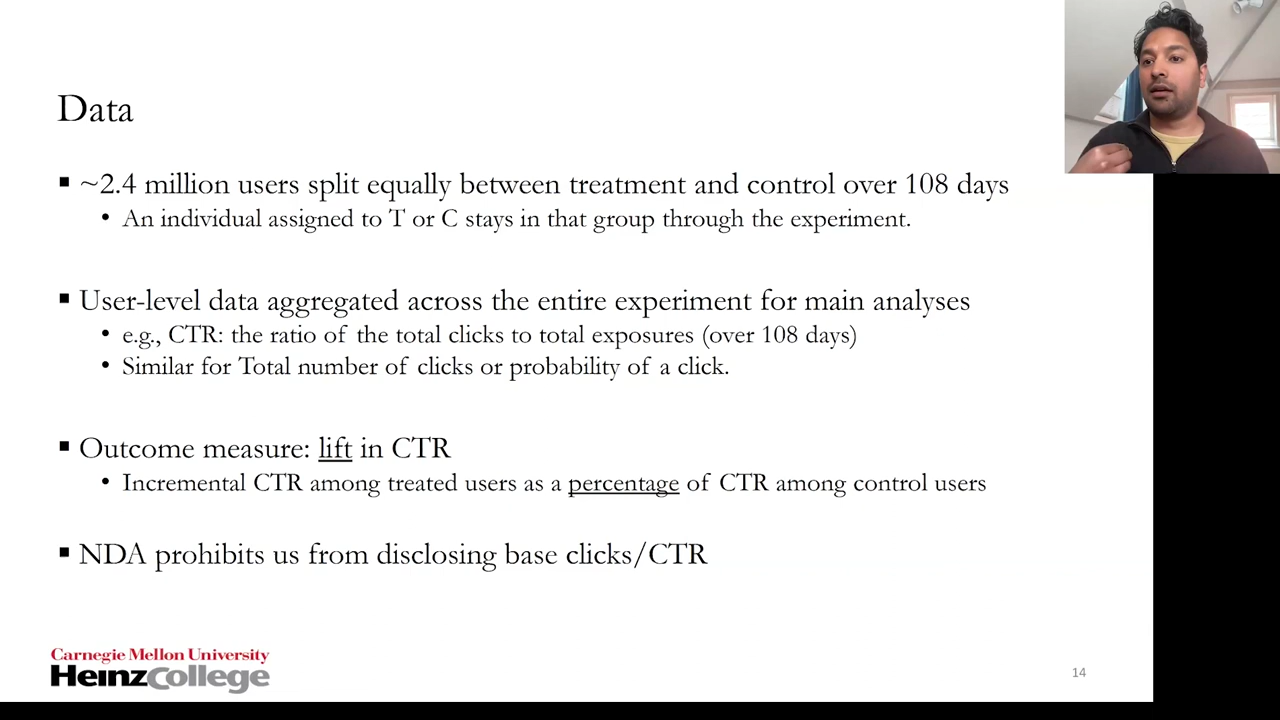 Data
▪ ~2.4 million users split equally between treatment and control over 108 days
• An individual assigned to T or C stays in that group through the experiment.
▪ User-level data aggregated across the entire experiment for main analyses
• e.g., CTR: the ratio of the total clicks to total exposures (over 108 days)
• Similar for Total number of clicks or probability of a click.
▪ Outcome measure: lift in CTR
• Incremental CTR among treated users as a percentage of CTR among control users
▪ NDA prohibits us from disclosing base clicks/CTR
Carnegie Mellon University
HeinzCollege
14